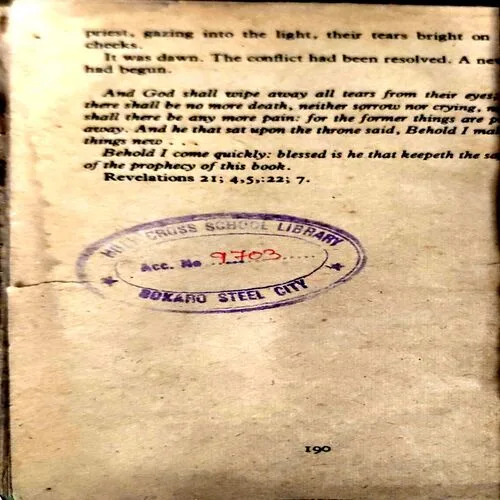 priest, gazing into the light, their tears bright on
cheeks.
It was dawn. The conflict had been resolved. A ne
had begun.
And God shall wipe away all tears from their eyes,
there shall be no more death, neither sorrow nor crying, n
shall there be any more pain: for the former things are p
away. And he that sat upon the throne said, Behold I ma
things new . . .
Behold I come quickly: blessed is he that keepeth the sa
of the prophecy of this book.
Revelations 21; 4,5,:22; 7.
HOLY CROSS SCHOOL LIBRARY
Acc. No 9703
BOKARO STEEL CITY
190